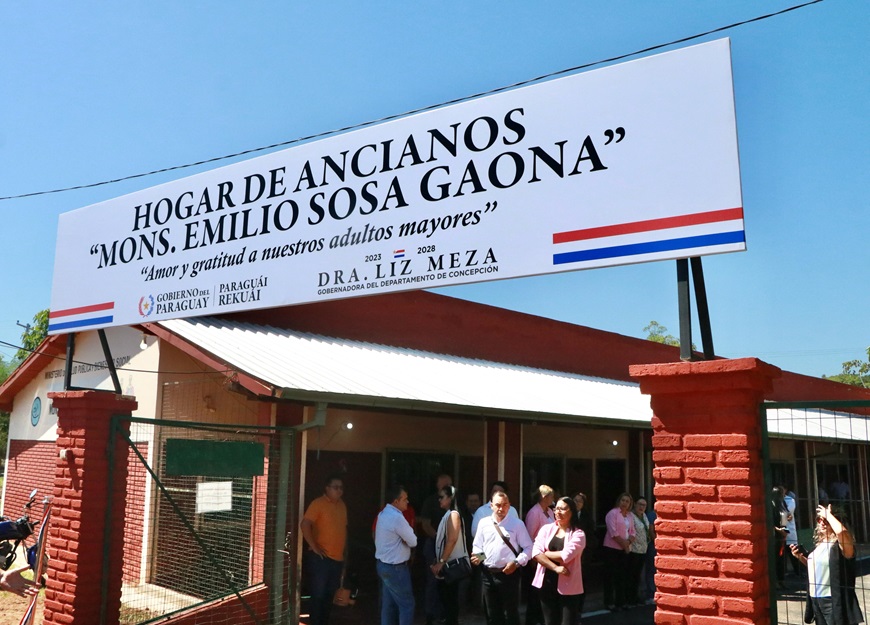 HOGAR DE ANCIANOS
“MONS. EMILIO SOSA GAONA”
“Amor y gratitud a nuestros adultos mayores”
GOBIERNO DEL
PARAGUAY
PARAGUÁI
REKUÁI
2023 2028
DRA. LIZ MEZA
GOBERNADORA DEL DEPARTAMENTO DE CONCEPCIÓN